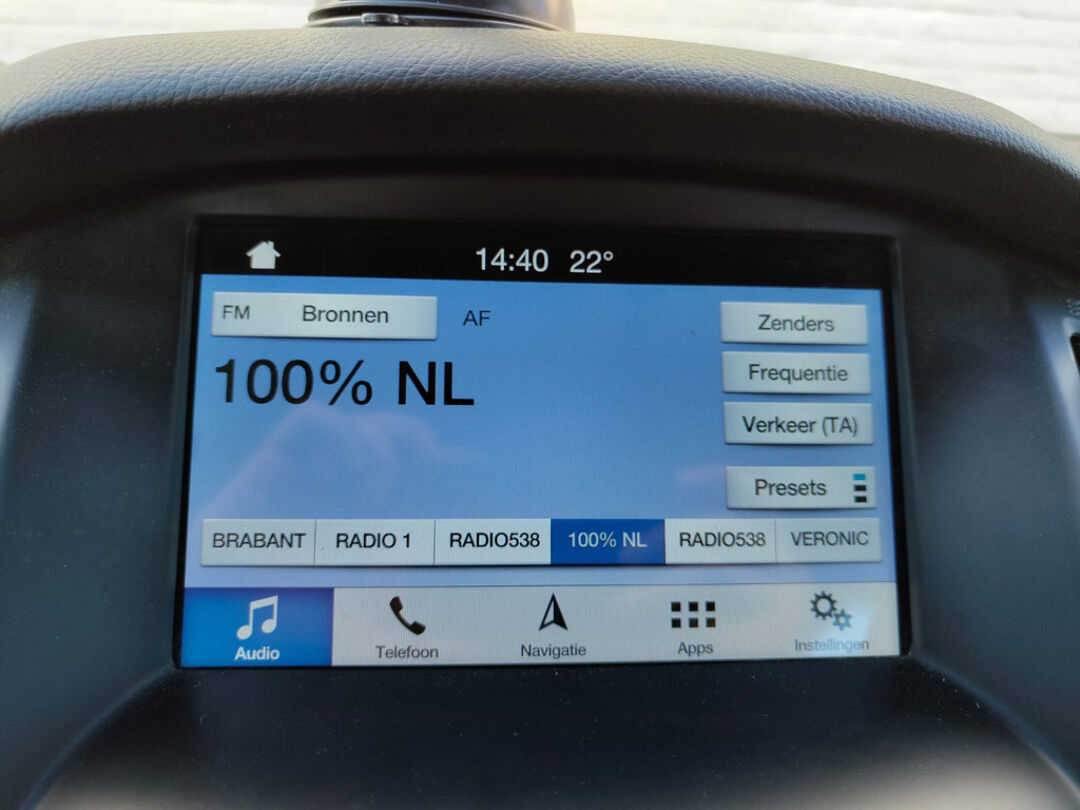 14:40 22°
FM Bronnen AF
Zenders
100% NL
Frequentie
Verkeer (TA)
Presets
BRABANT RADIO 1 RADIO538 100% NL RADIO538 VERONIC
Audio Telefoon Navigatie Apps Instellingen